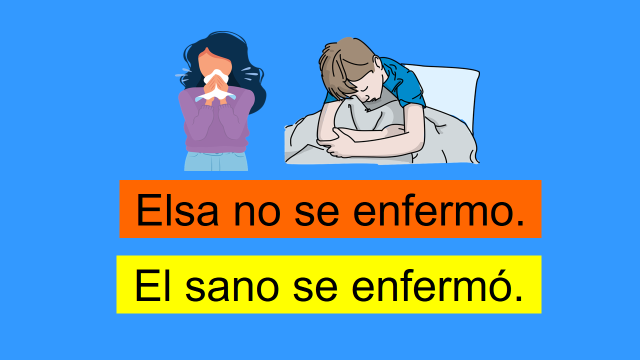 Elsa no se enfermo.
El sano se enfermó.